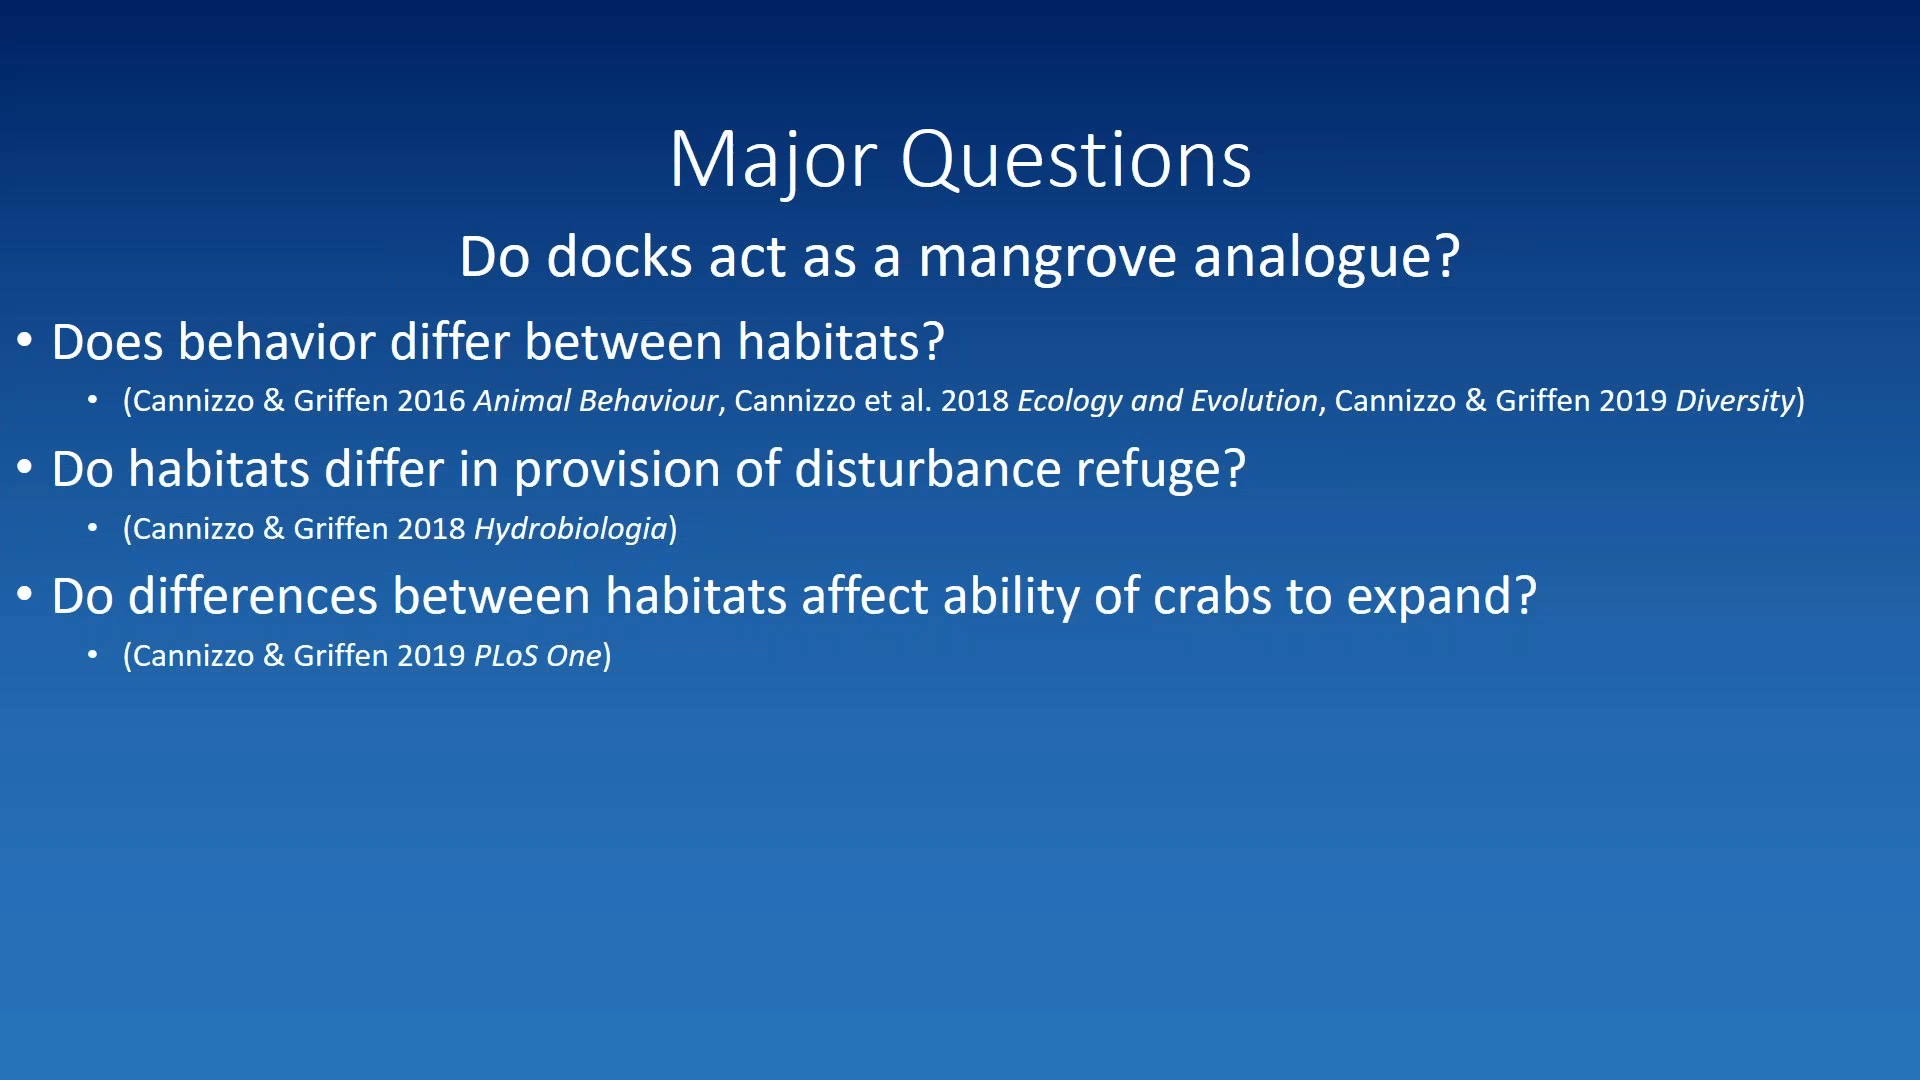 Major Questions
Do docks act as a mangrove analogue?
• Does behavior differ between habitats?
• (Cannizzo & Griffen 2016 Animal Behaviour, Cannizzo et al. 2018 Ecology and Evolution, Cannizzo & Griffen 2019 Diversity)
• Do habitats differ in provision of disturbance refuge?
• (Cannizzo & Griffen 2018 Hydrobiologia)
• Do differences between habitats affect ability of crabs to expand?
• (Cannizzo & Griffen 2019 PLoS One)